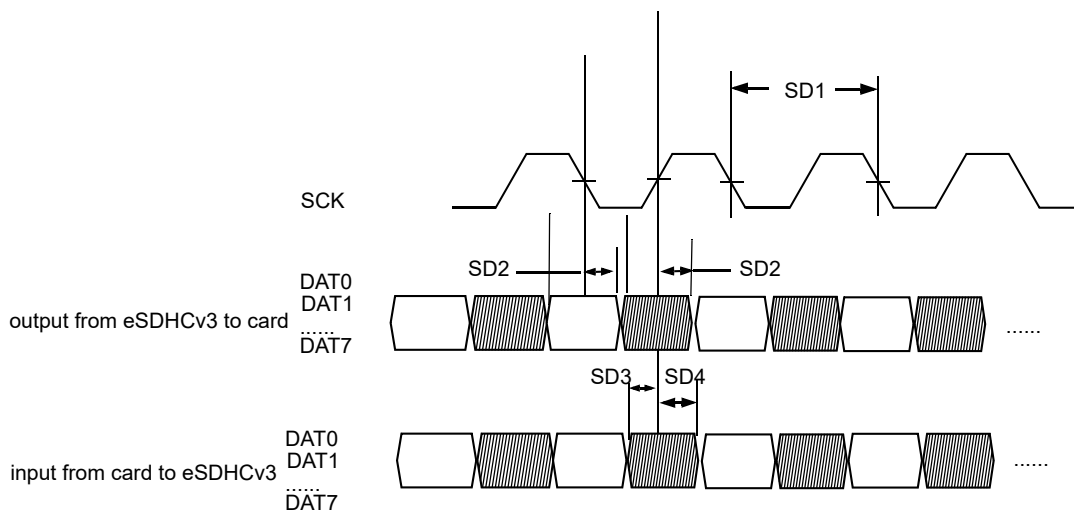 SD1
SCK
SD2
SD2
DAT0
DAT1
output from eSDHCv3 to card
......
......
DAT7
SD3
SD4
DAT0
DAT1
input from card to eSDHCv3
......
......
DAT7